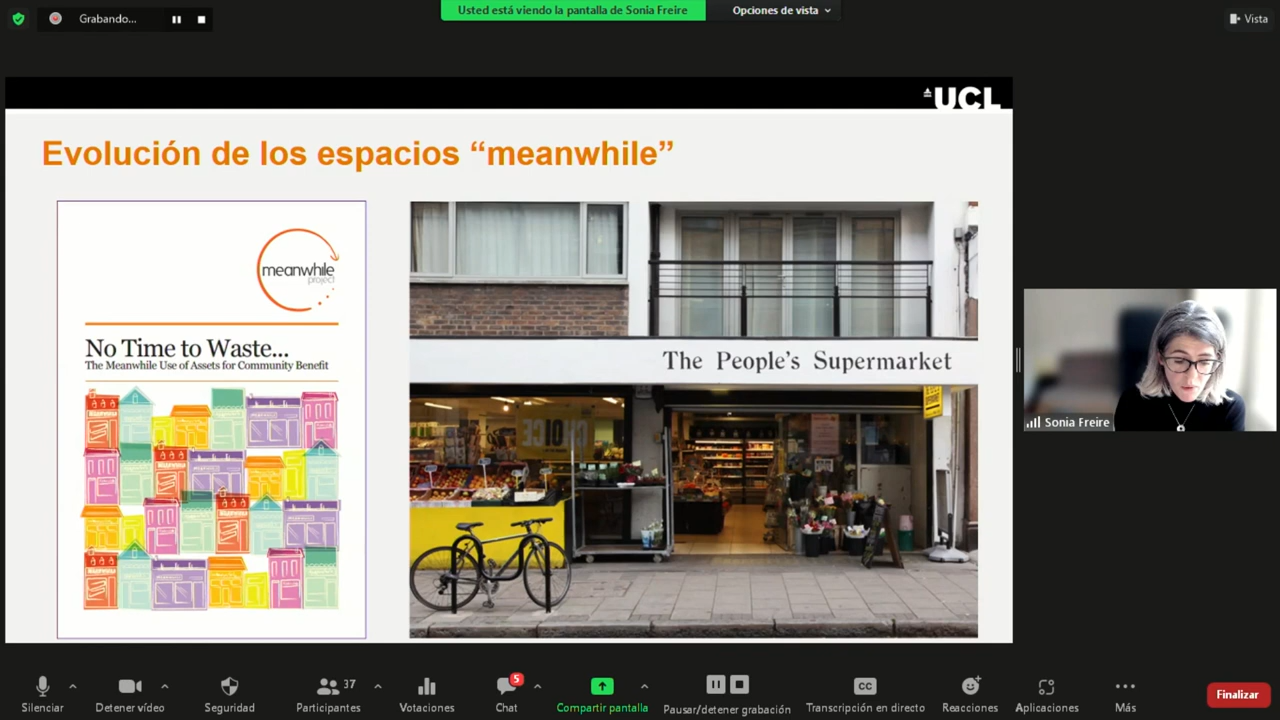 Grabando...
Usted está viendo la pantalla de Sonia Freire
Opciones de vista
Vista
UCL
Evolución de los espacios “meanwhile”
meanwhile
project
No Time to Waste...
The Meanwhile Use of Assets for Community Benefit
The People's Supermarket
CHOICE
Sonia Freire
Silenciar
Detener vídeo
Seguridad
37
Participantes
Votaciones
5
Chat
Compartir pantalla
Pausar/detener grabación
CC
Transcripción en directo
Reacciones
Aplicaciones
Más
Finalizar